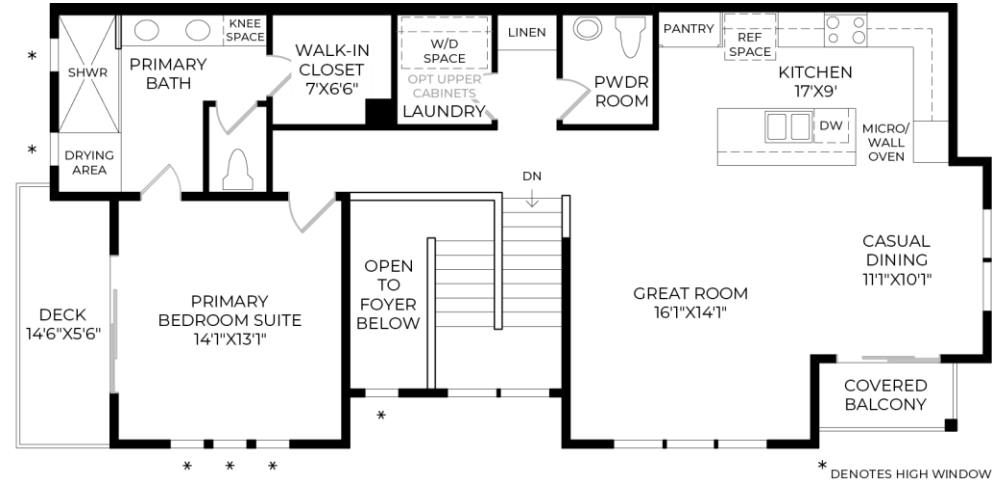 KNEE
SPACE
*
SHWR
PRIMARY
BATH
WALK-IN
CLOSET
7'X6'6"
W/D
SPACE
OPT UPPER
CABINETS
LAUNDRY
LINEN
PWDR
ROOM
PANTRY
REF
SPACE
KITCHEN
17'X9'
DW
MICRO/
WALL
OVEN
*
DRYING
AREA
DN
DECK
14'6"X5'6"
PRIMARY
BEDROOM SUITE
14'1"X13'1"
OPEN
TO
FOYER
BELOW
GREAT ROOM
16'1"X14'1"
CASUAL
DINING
11'1"X10'1"
COVERED
BALCONY
*
* * *
* DENOTES HIGH WINDOW